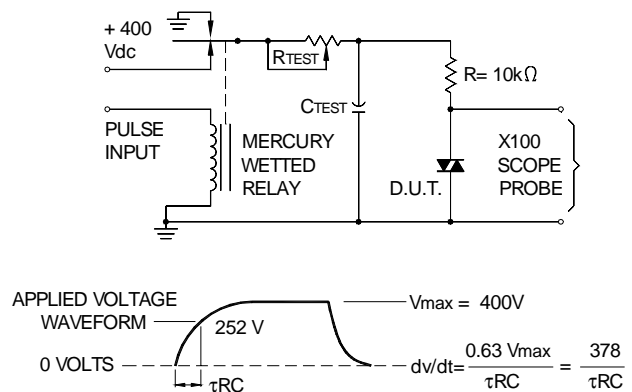 + 400
Vdc
RTEST
R= 10kΩ
CTEST
PULSE
INPUT
MERCURY
WETTED
RELAY
D.U.T.
X100
SCOPE
PROBE
APPLIED VOLTAGE
WAVEFORM
252 V
Vmax = 400V
0 VOLTS
τRC
dv/dt= 0.63 Vmax / τRC = 378 / τRC